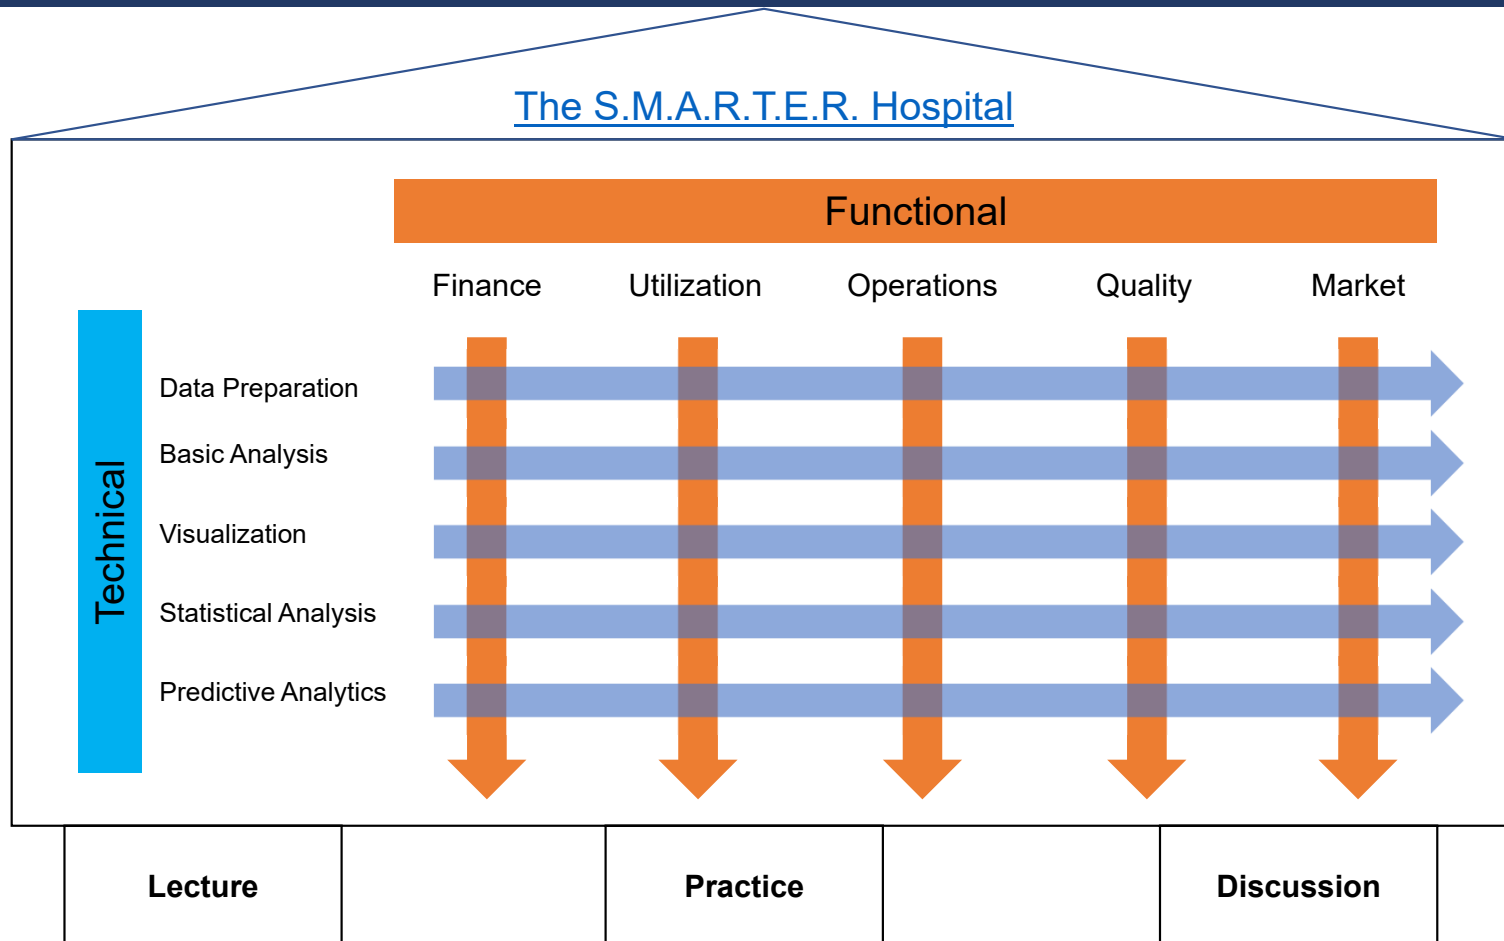 The S.M.A.R.T.E.R. Hospital
Functional
Finance
Utilization
Operations
Quality
Market
Technical
Data Preparation
Basic Analysis
Visualization
Statistical Analysis
Predictive Analytics
Lecture
Practice
Discussion